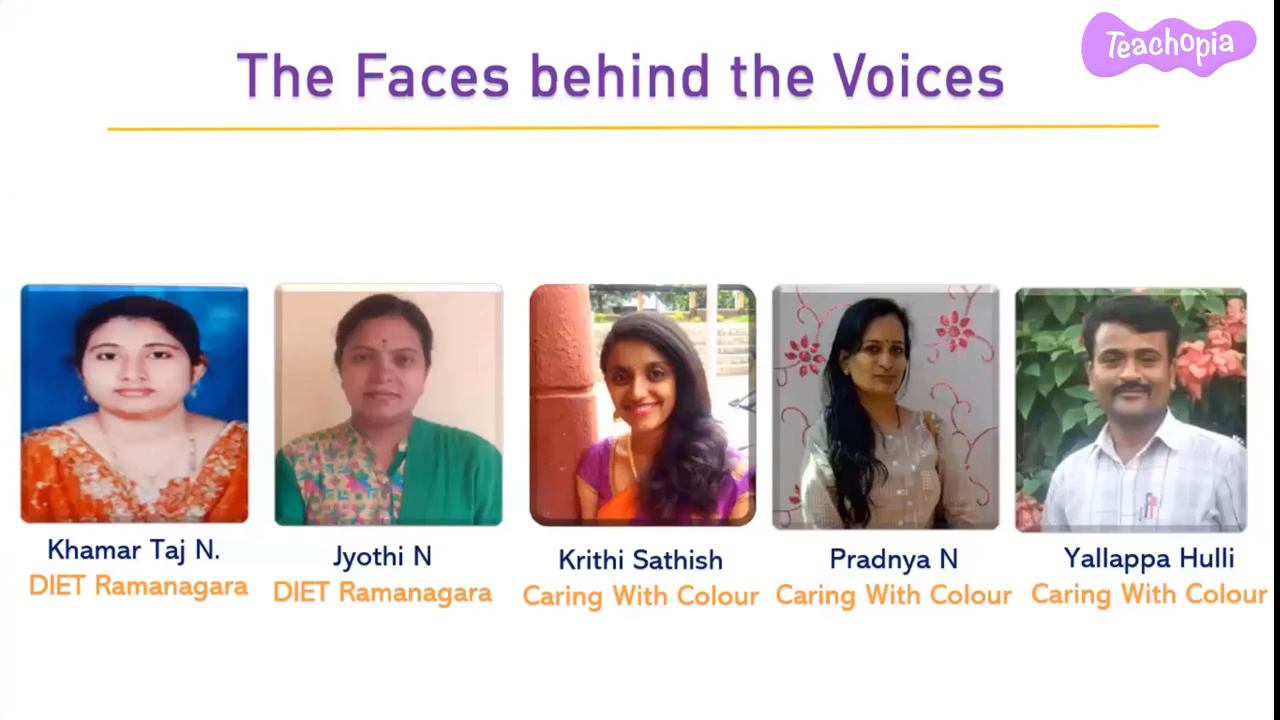 Teachopia
The Faces behind the Voices
Khamar Taj N.
DIET Ramanagara
Jyothi N
DIET Ramanagara
Krithi Sathish
Caring With Colour
Pradnya N
Caring With Colour
Yallappa Hulli
Caring With Colour